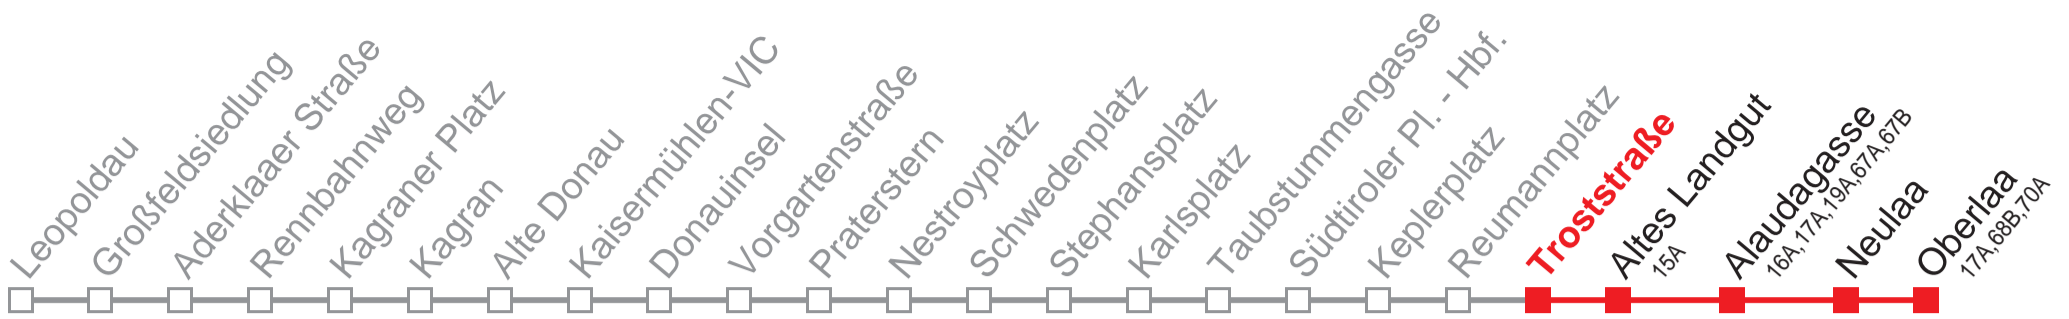 Leopoldau
Großfeldsiedlung
Aderklaaer Straße
Rennbahnweg
Kagraner Platz
Kagran
Alte Donau
Kaisermühlen-VIC
Donauinsel
Vorgartenstraße
Praterstern
Nestroyplatz
Schwedenplatz
Stephansplatz
Karlsplatz
Taubstummengasse
Südtiroler Pl. - Hbf.
Keplerplatz
Reumannplatz
Troststraße
Altes Landgut
15A
Alaudagasse
16A,17A,19A,67A,67B
Neulaa
Oberlaa
17A,68B,70A